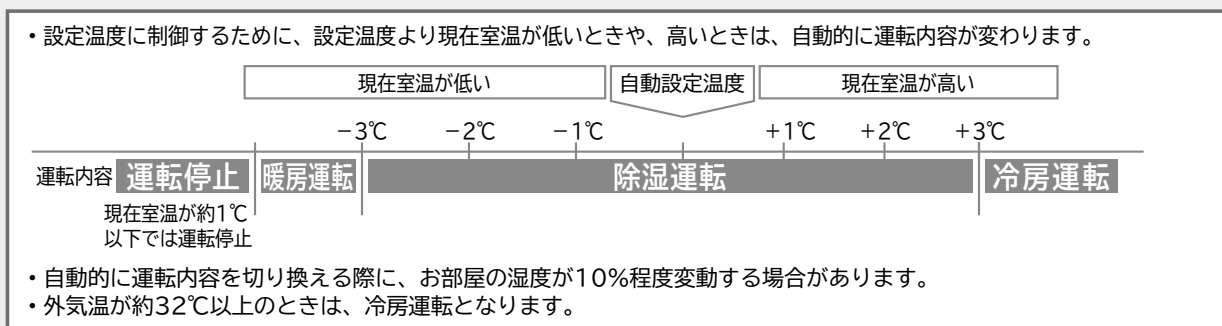 ・設定温度に制御するために、設定温度より現在室温が低いときや、高いときは、自動的に運転内容が変わります。
現在室温が低い 自動設定温度 現在室温が高い
−3℃ −2℃ −1℃ +1℃ +2℃ +3℃
運転内容 運転停止 暖房運転 除湿運転 冷房運転
現在室温が約1℃
以下では運転停止
・自動的に運転内容を切り換える際に、お部屋の湿度が10%程度変動する場合があります。
・外気温が約32℃以上のときは、冷房運転となります。